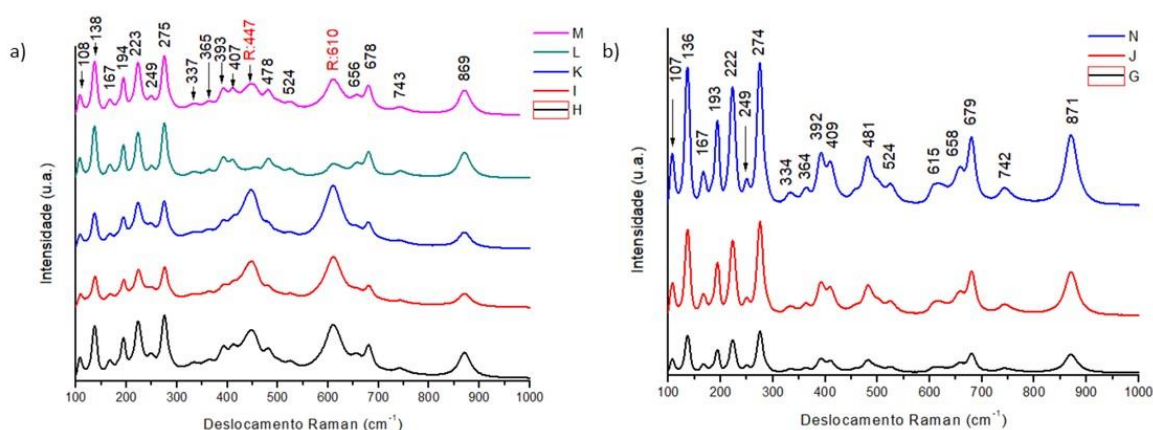 a)
108
138
167
194
223
249
275
337
365
393
407
R:447
478
524
R:610
656
678
743
869
M
L
K
I
H
Intensidade (u.a.)
100 200 300 400 500 600 700 800 900 1000
Deslocamento Raman (cm⁻¹)
b)
107
136
167
193
222
249
274
334
364
392
409
481
524
615
658
679
742
871
N
J
G
Intensidade (u.a.)
100 200 300 400 500 600 700 800 900 1000
Deslocamento Raman (cm⁻¹)